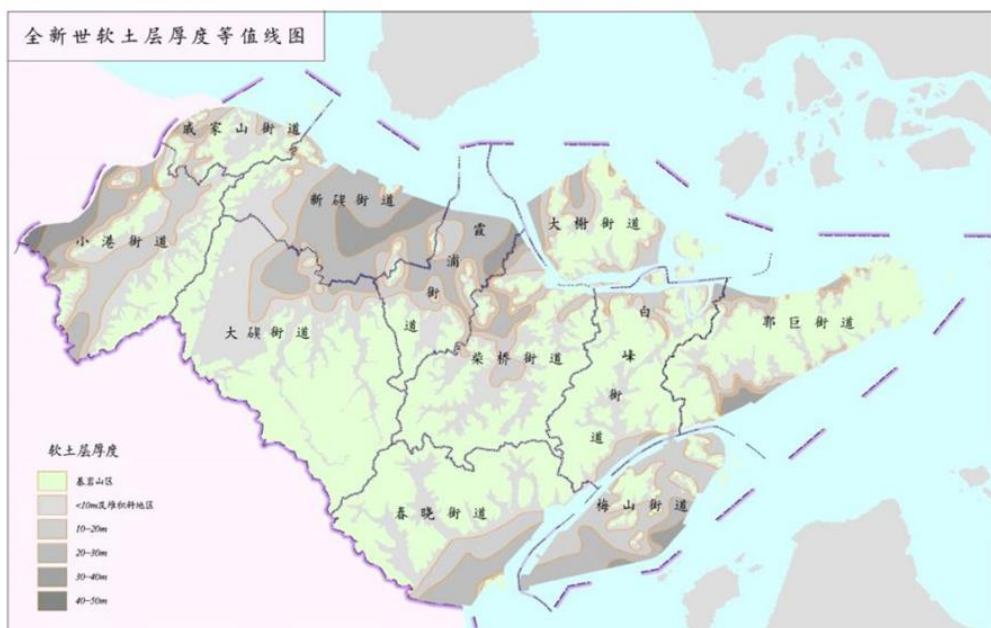 全新世软土层厚度等值线图
戚家山街道
新碶街道
霞浦街道
大榭街道
小港街道
大碶街道
柴桥街道
白峰街道
郭巨街道
春晓街道
梅山街道
软土层厚度
基岩山区
<10m及堆积斜地区
10-20m
20-30m
30-40m
40-50m